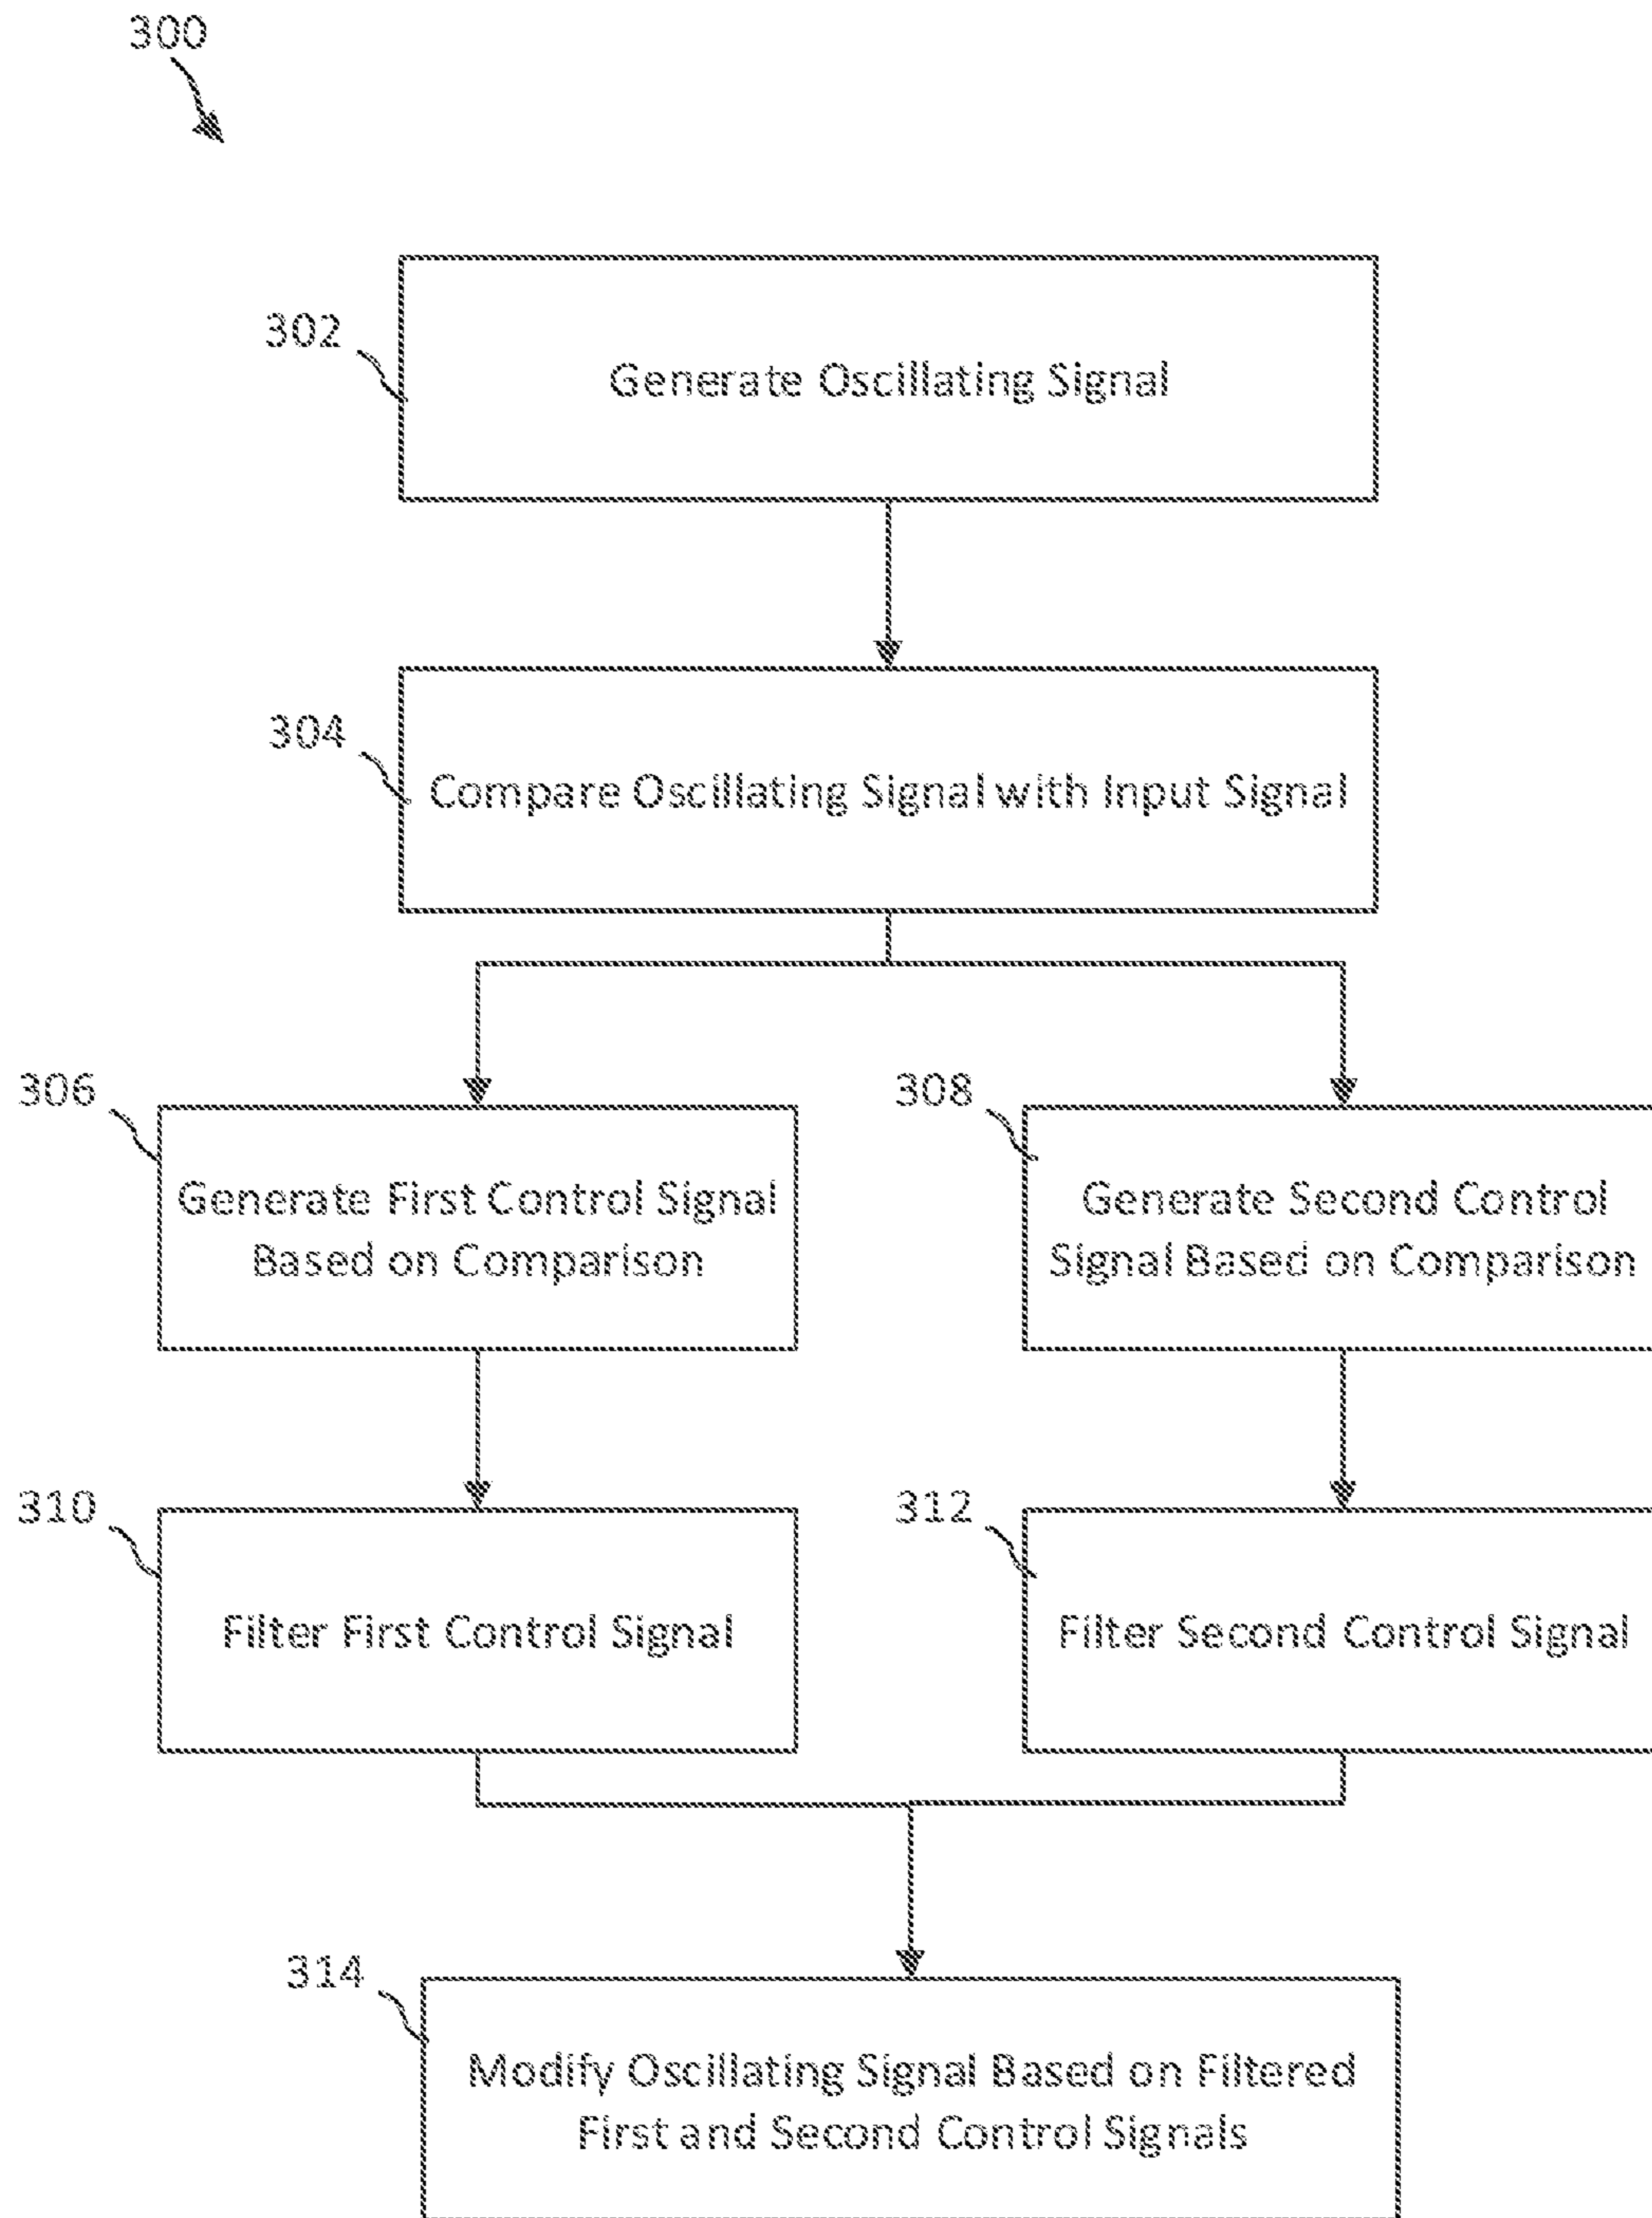 300
302
Generate Oscillating Signal
304
Compare Oscillating Signal with Input Signal
306
Generate First Control Signal
Based on Comparison
308
Generate Second Control
Signal Based on Comparison
310
Filter First Control Signal
312
Filter Second Control Signal
314
Modify Oscillating Signal Based on Filtered
First and Second Control Signals